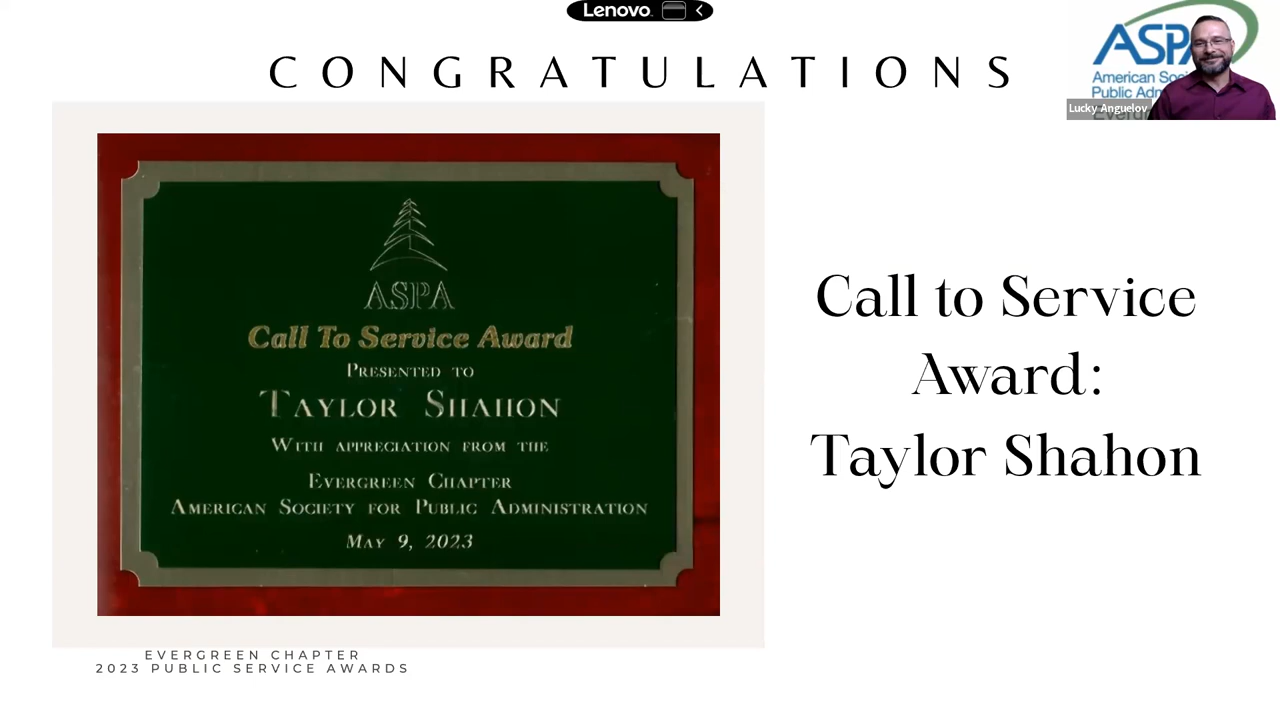 Lenovo
CONGRATULATIONS
ASPA
American Soci
Public Adm
Evergr
Lucky Anguelov
ASPA
Call To Service Award
PRESENTED TO
TAYLOR SHAHON
WITH APPRECIATION FROM THE
EVERGREEN CHAPTER
AMERICAN SOCIETY FOR PUBLIC ADMINISTRATION
MAY 9, 2023
Call to Service
Award:
Taylor Shahon
EVERGREEN CHAPTER
2023 PUBLIC SERVICE AWARDS